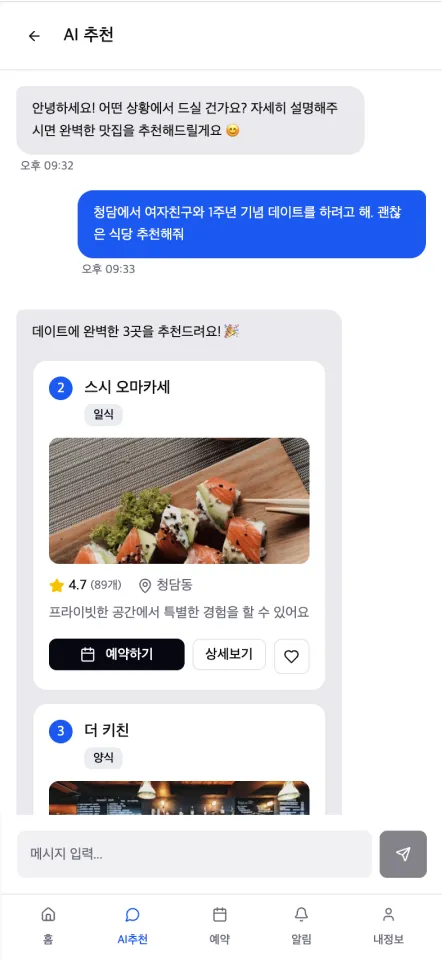 AI 추천
안녕하세요! 어떤 상황에서 드실 건가요? 자세히 설명해주
시면 완벽한 맛집을 추천해드릴게요 😊
오후 09:32
청담에서 여자친구와 1주년 기념 데이트를 하려고 해. 괜찮
은 식당 추천해줘
오후 09:33
데이트에 완벽한 3곳을 추천드려요! 🎉
2 스시 오마카세
일식
4.7 (89개) 청담동
프라이빗한 공간에서 특별한 경험을 할 수 있어요
예약하기 상세보기
3 더 키친
양식
메시지 입력...
홈 AI추천 예약 알림 내정보